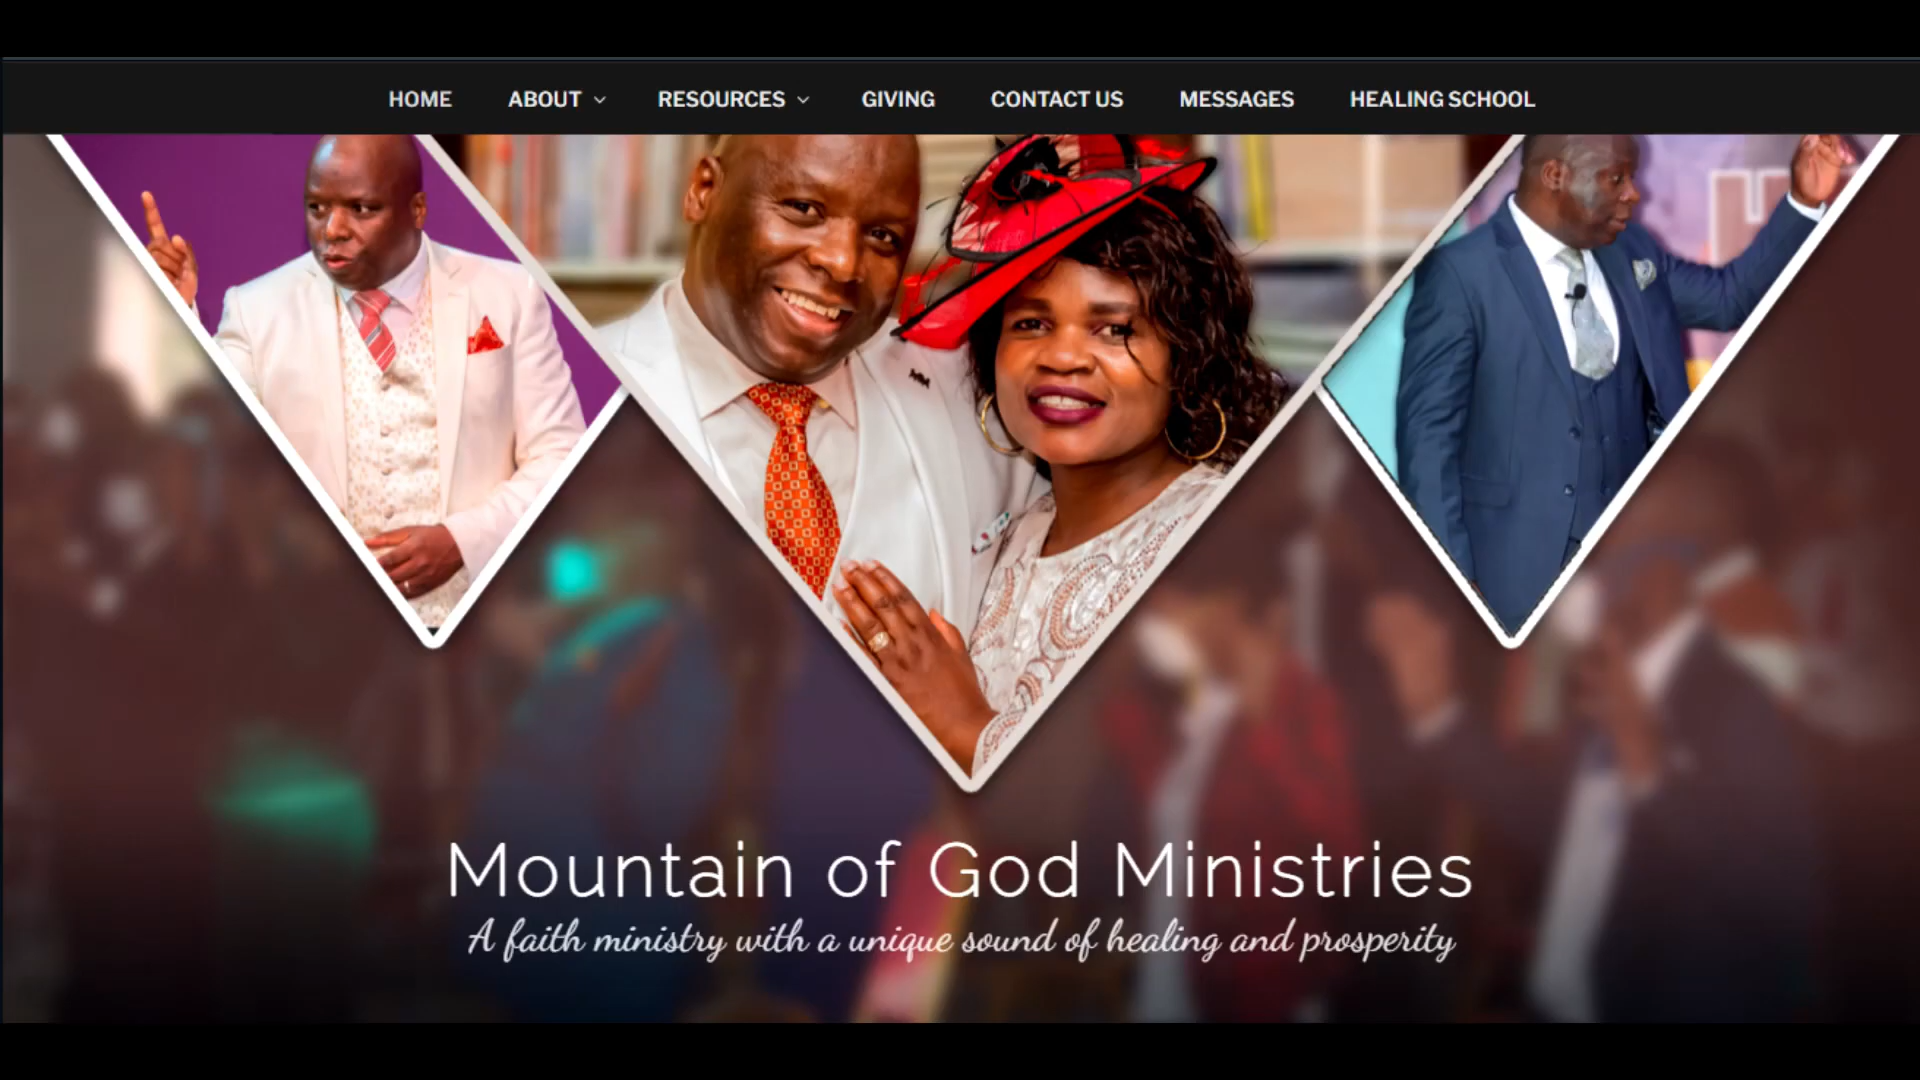 HOME ABOUT RESOURCES GIVING CONTACT US MESSAGES HEALING SCHOOL
Mountain of God Ministries
A faith ministry with a unique sound of healing and prosperity